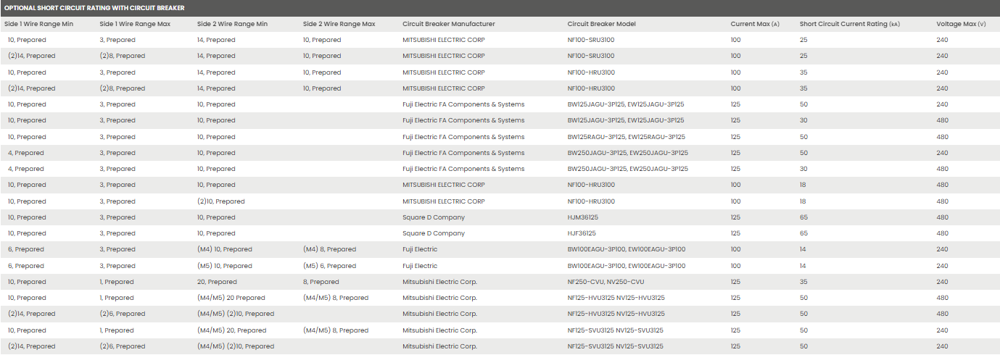 OPTIONAL SHORT CIRCUIT RATING WITH CIRCUIT BREAKER
Side 1 Wire Range Min Side 1 Wire Range Max Side 2 Wire Range Min Side 2 Wire Range Max Circuit Breaker Manufacturer Circuit Breaker Model Current Max (A) Short Circuit Current Rating (kA) Voltage Max (V)
10, Prepared 3, Prepared 14, Prepared 10, Prepared MITSUBISHI ELECTRIC CORP NF100-SRU3100 100 25 240
(2)14, Prepared (2)8, Prepared 14, Prepared 10, Prepared MITSUBISHI ELECTRIC CORP NF100-SRU3100 100 25 240
10, Prepared 3, Prepared 14, Prepared 10, Prepared MITSUBISHI ELECTRIC CORP NF100-HRU3100 100 35 240
(2)14, Prepared (2)8, Prepared 14, Prepared 10, Prepared MITSUBISHI ELECTRIC CORP NF100-HRU3100 100 35 240
10, Prepared 3, Prepared 10, Prepared Fuji Electric FA Components & Systems BW125JAGU-3P125, EW125JAGU-3P125 125 50 240
10, Prepared 3, Prepared 10, Prepared Fuji Electric FA Components & Systems BW125JAGU-3P125, EW125JAGU-3P125 125 30 480
10, Prepared 3, Prepared 10, Prepared Fuji Electric FA Components & Systems BW125RAGU-3P125, EW125RAGU-3P125 125 50 480
4, Prepared 3, Prepared 10, Prepared Fuji Electric FA Components & Systems BW250JAGU-3P125, EW250JAGU-3P125 125 50 240
4, Prepared 3, Prepared 10, Prepared Fuji Electric FA Components & Systems BW250JAGU-3P125, EW250JAGU-3P125 125 30 480
10, Prepared 3, Prepared 10, Prepared MITSUBISHI ELECTRIC CORP NF100-HRU3100 100 18 480
10, Prepared 3, Prepared (2)10, Prepared MITSUBISHI ELECTRIC CORP NF100-HRU3100 100 18 480
10, Prepared 3, Prepared 10, Prepared Square D Company HJM36125 125 65 480
10, Prepared 3, Prepared 10, Prepared Square D Company HJF36125 125 65 480
6, Prepared 3, Prepared (M4) 10, Prepared (M4) 8, Prepared Fuji Electric BW100EAGU-3P100, EW100EAGU-3P100 100 14 240
6, Prepared 3, Prepared (M5) 10, Prepared (M5) 6, Prepared Fuji Electric BW100EAGU-3P100, EW100EAGU-3P100 100 14 240
10, Prepared 1, Prepared 20, Prepared 8, Prepared Mitsubishi Electric Corp. NF250-CVU, NV250-CVU 125 35 240
10, Prepared 1, Prepared (M4/M5) 20 Prepared (M4/M5) 8, Prepared Mitsubishi Electric Corp. NF125-HVU3125 NV125-HVU3125 125 50 480
(2)14, Prepared (2)6, Prepared (M4/M5) (2)10, Prepared Mitsubishi Electric Corp. NF125-HVU3125 NV125-HVU3125 125 50 480
10, Prepared 1, Prepared (M4/M5) 20, Prepared (M4/M5) 8, Prepared Mitsubishi Electric Corp. NF125-SVU3125 NV125-SVU3125 125 50 240
(2)14, Prepared (2)6, Prepared (M4/M5) (2)10, Prepared Mitsubishi Electric Corp. NF125-SVU3125 NV125-SVU3125 125 50 240